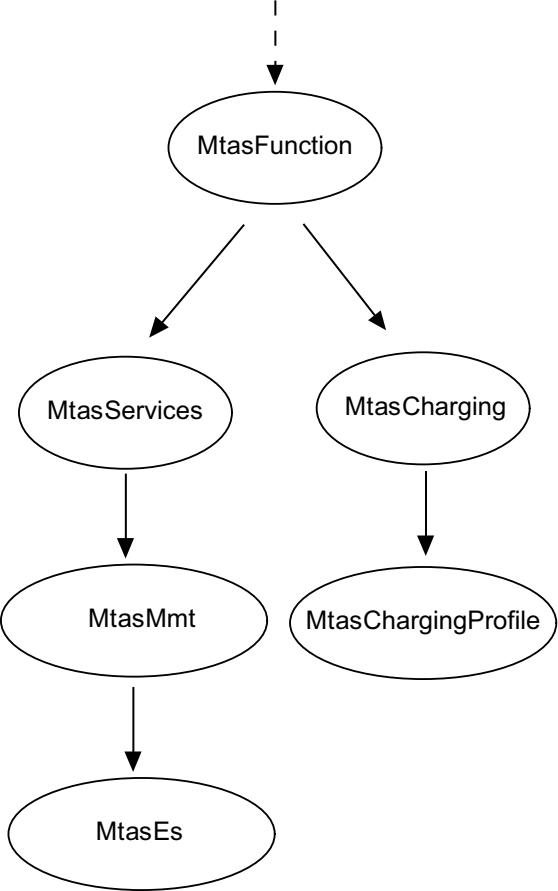 MtasFunction
MtasServices
MtasCharging
MtasMmt
MtasChargingProfile
MtasEs